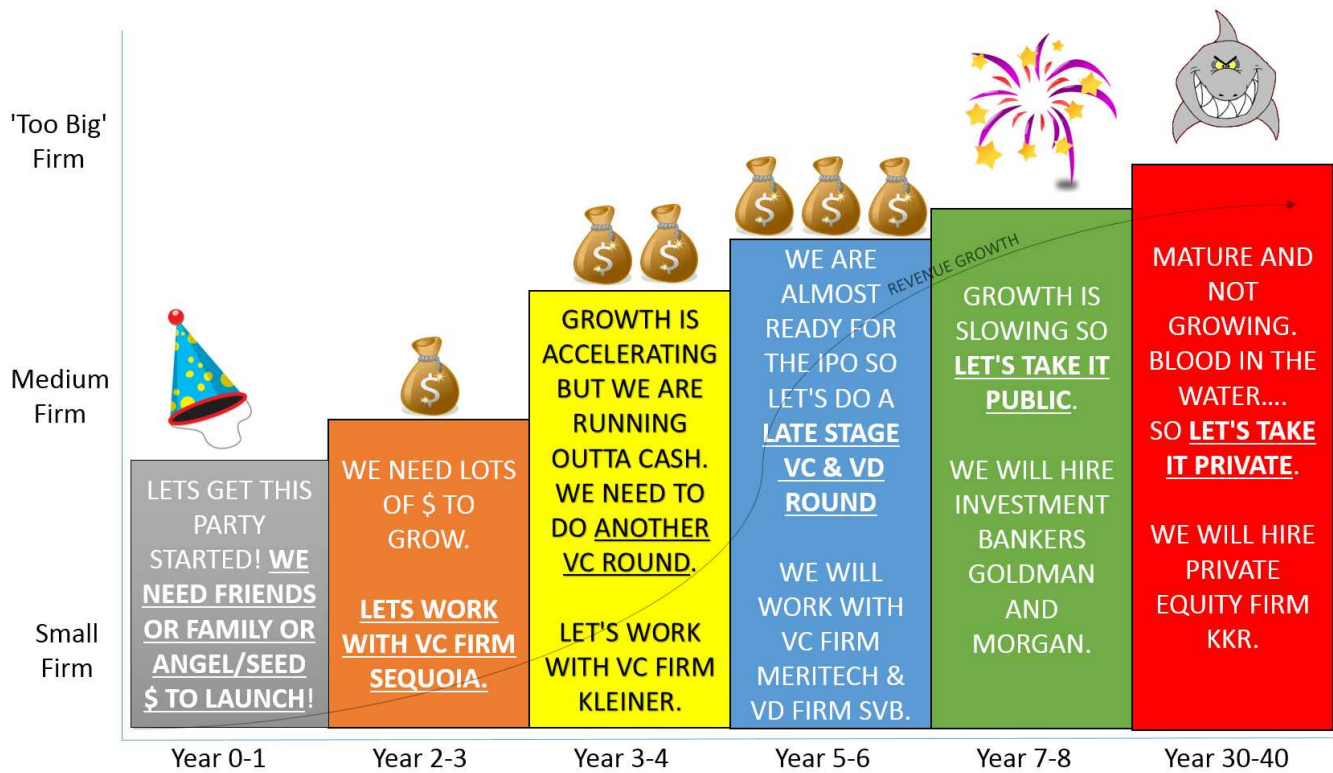 'Too Big'
Firm
Medium
Firm
Small
Firm
LETS GET THIS
PARTY
STARTED! WE
NEED FRIENDS
OR FAMILY OR
ANGEL/SEED
$ TO LAUNCH!
WE NEED LOTS
OF $ TO
GROW.
LETS WORK
WITH VC FIRM
SEQUOIA.
GROWTH IS
ACCELERATING
BUT WE ARE
RUNNING
OUTTA CASH.
WE NEED TO
DO ANOTHER
VC ROUND.
LET'S WORK
WITH VC FIRM
KLEINER.
WE ARE
ALMOST
READY FOR
THE IPO SO
LET'S DO A
LATE STAGE
VC & VD
ROUND
WE WILL
WORK WITH
VC FIRM
MERITECH &
VD FIRM SVB.
REVENUE GROWTH
GROWTH IS
SLOWING SO
LET'S TAKE IT
PUBLIC.
WE WILL HIRE
INVESTMENT
BANKERS
GOLDMAN
AND
MORGAN.
MATURE AND
NOT
GROWING.
BLOOD IN THE
WATER....
SO LET'S TAKE
IT PRIVATE.
WE WILL HIRE
PRIVATE
EQUITY FIRM
KKR.
$
$ $
$ $ $
Year 0-1
Year 2-3
Year 3-4
Year 5-6
Year 7-8
Year 30-40